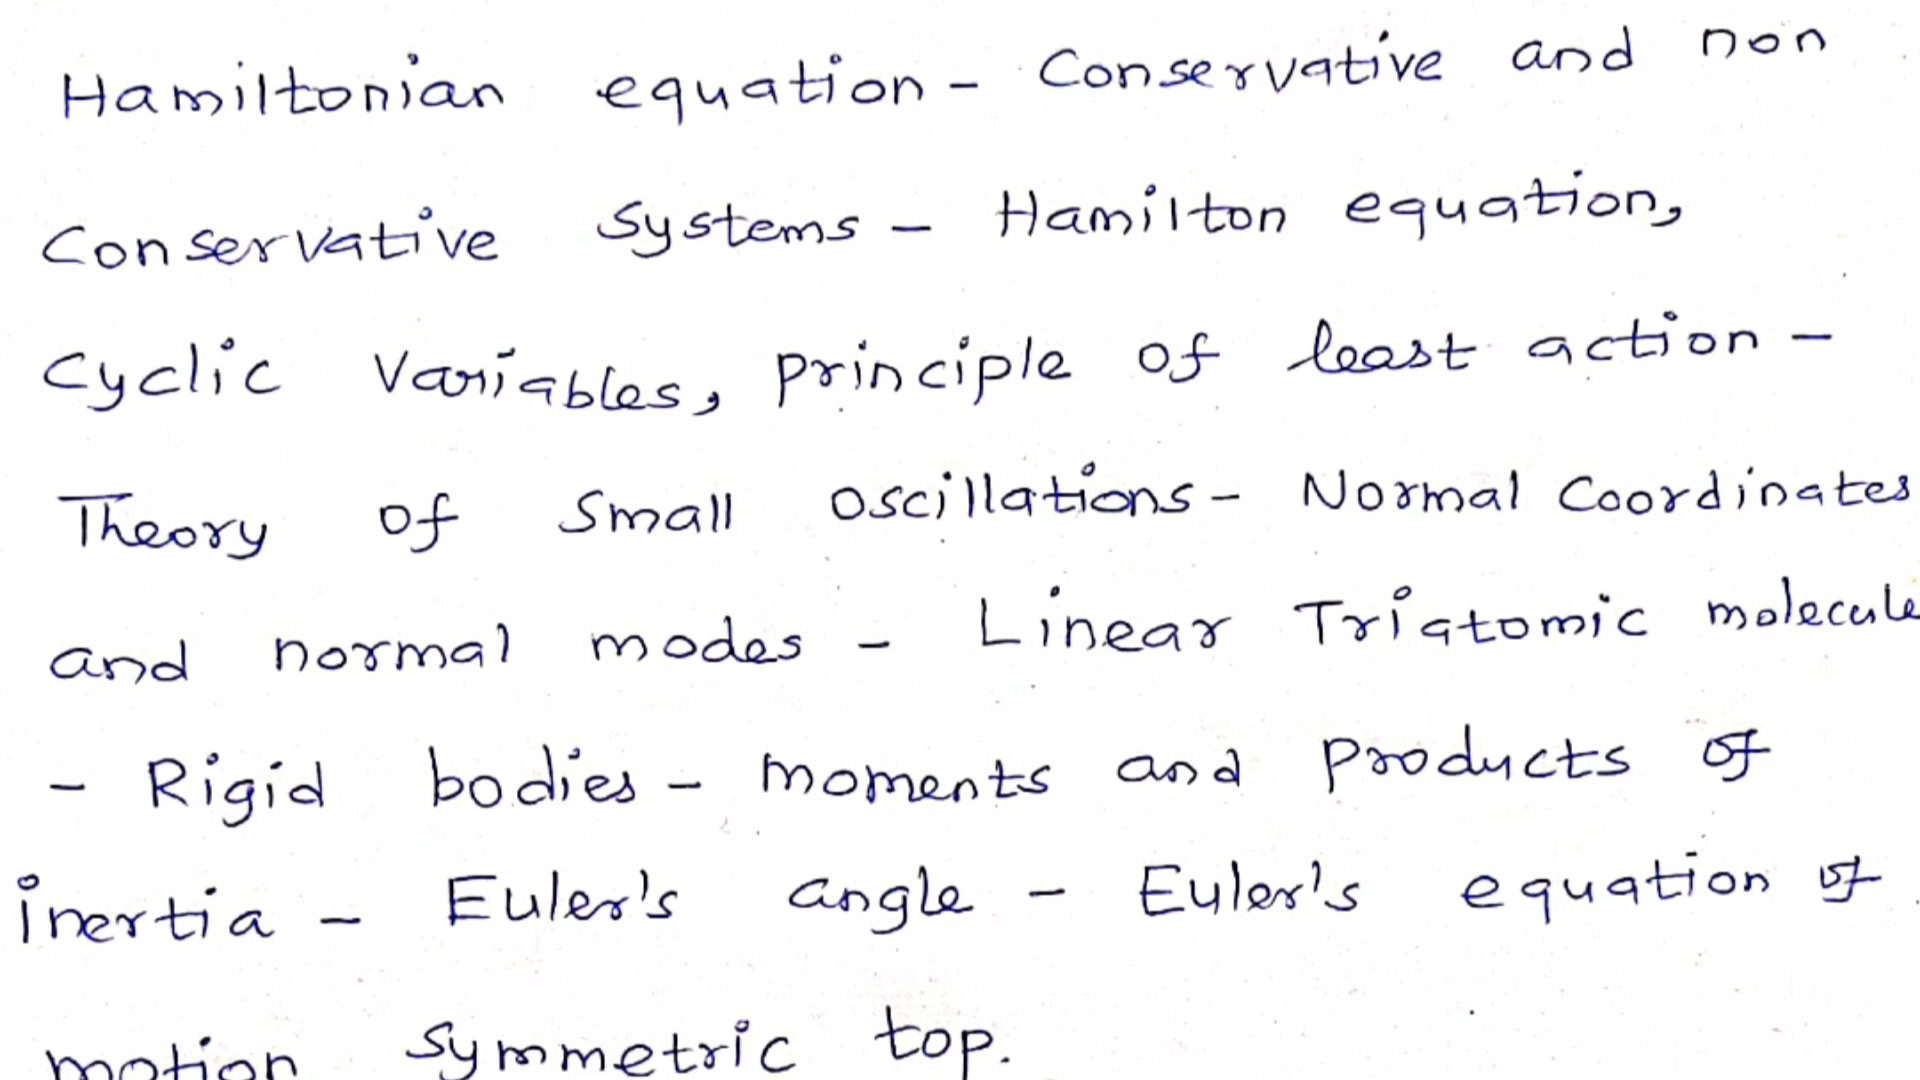 Hamiltonian equation - Conservative and non
Conservative Systems - Hamilton equation,
Cyclic Variables, principle of least action -
Theory of Small oscillations - Normal Coordinates
and normal modes - Linear Triatomic molecule
- Rigid bodies - moments and products of
inertia - Euler's angle - Euler's equation of
motion symmetric top.